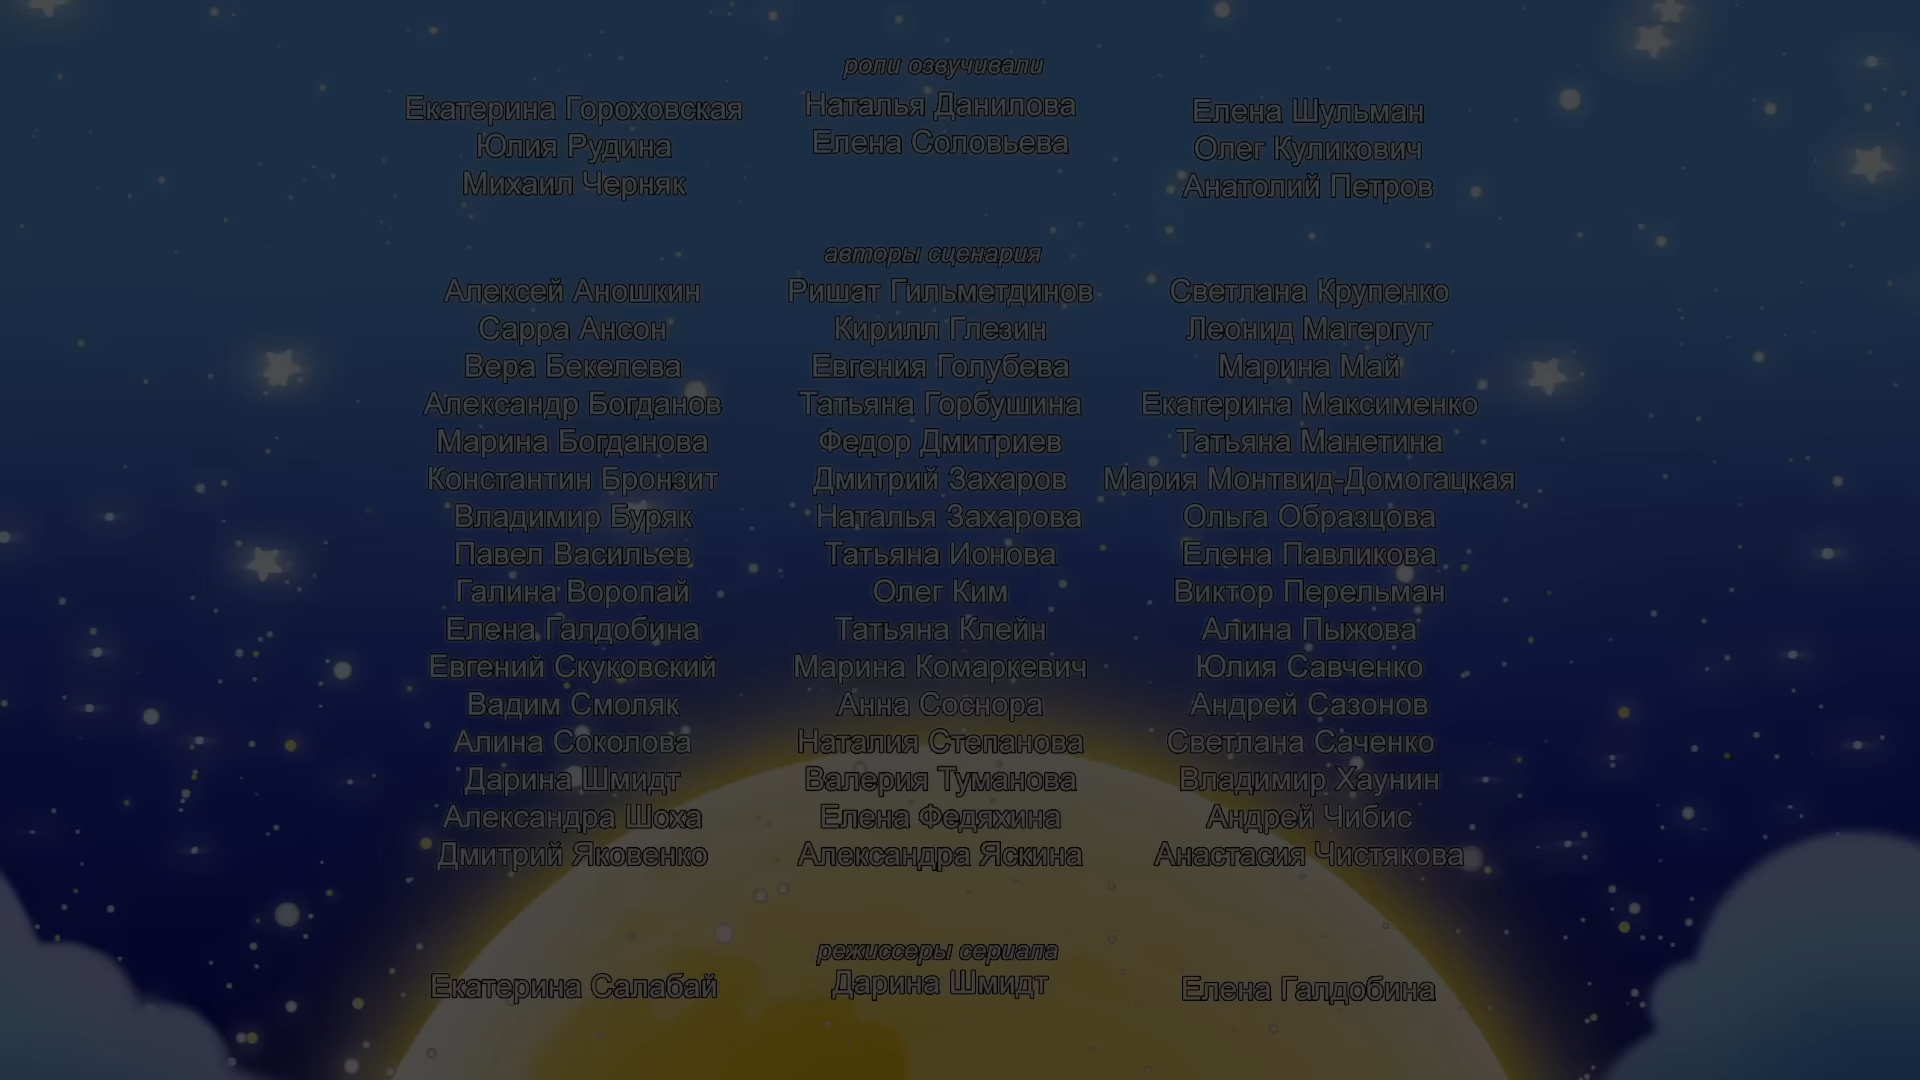 роли озвучивали
Екатерина Гороховская Наталья Данилова Елена Шульман
Юлия Рудина Елена Соловьева Олег Куликович
Михаил Черняк Анатолий Петров
авторы сценария
Алексей Аношкин Ришат Гильметдинов Светлана Крупенко
Сарра Ансон Кирилл Глезин Леонид Магергут
Вера Бекелева Евгения Голубева Марина Май
Александр Богданов Татьяна Горбушина Екатерина Максименко
Марина Богданова Федор Дмитриев Татьяна Манетина
Константин Бронзит Дмитрий Захаров Мария Монтвид-Домогацкая
Владимир Буряк Наталья Захарова Ольга Образцова
Павел Васильев Татьяна Ионова Елена Павликова
Галина Воропай Олег Ким Виктор Перельман
Елена Галдобина Татьяна Клейн Алина Пыжова
Евгений Скуковский Марина Комаркевич Юлия Савченко
Вадим Смоляк Анна Соснора Андрей Сазонов
Алина Соколова Наталия Степанова Светлана Саченко
Дарина Шмидт Валерия Туманова Владимир Хаунин
Александра Шоха Елена Федяхина Андрей Чибис
Дмитрий Яковенко Александра Яскина Анастасия Чистякова
режиссеры сериала
Екатерина Салабай Дарина Шмидт Елена Галдобина